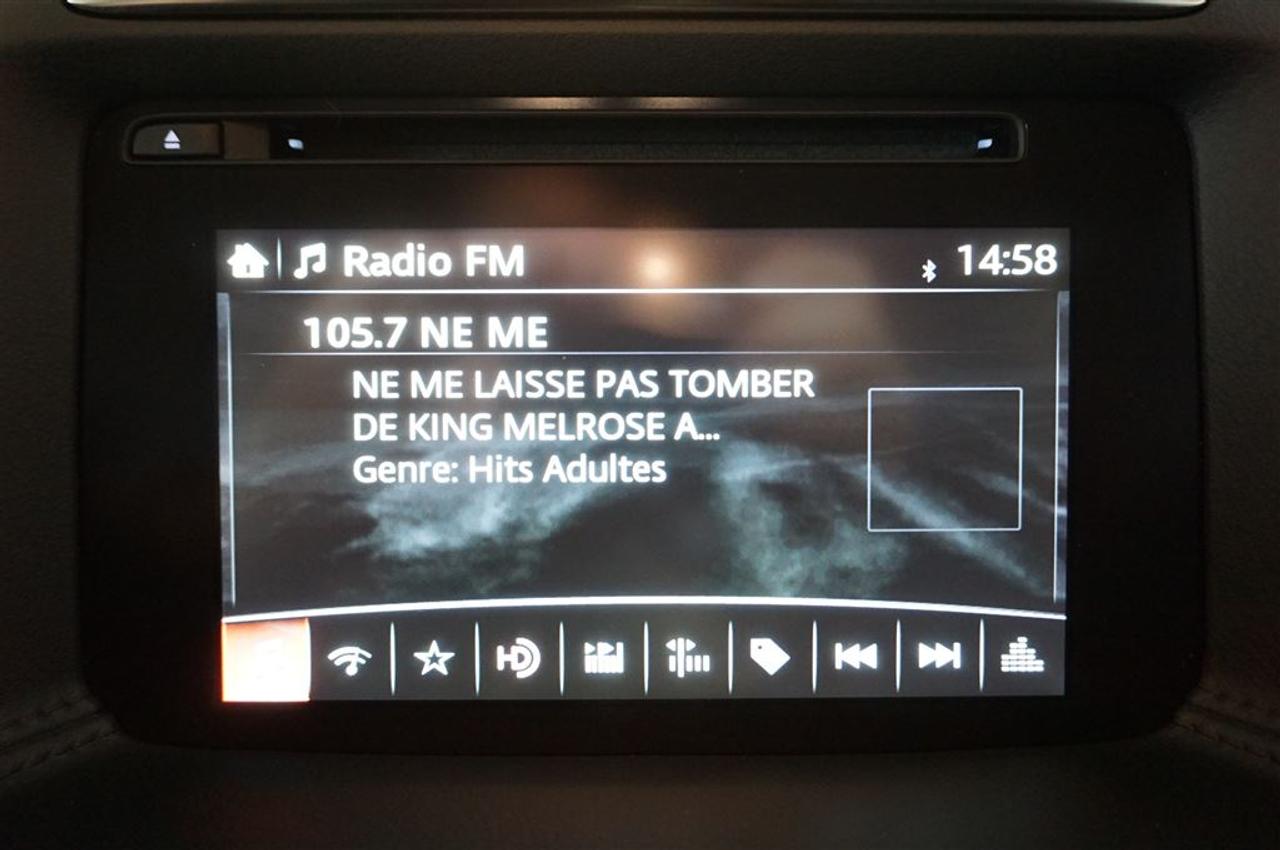 Radio FM
14:58
105.7 NE ME
NE ME LAISSE PAS TOMBER
DE KING MELROSE A...
Genre: Hits Adultes
HD